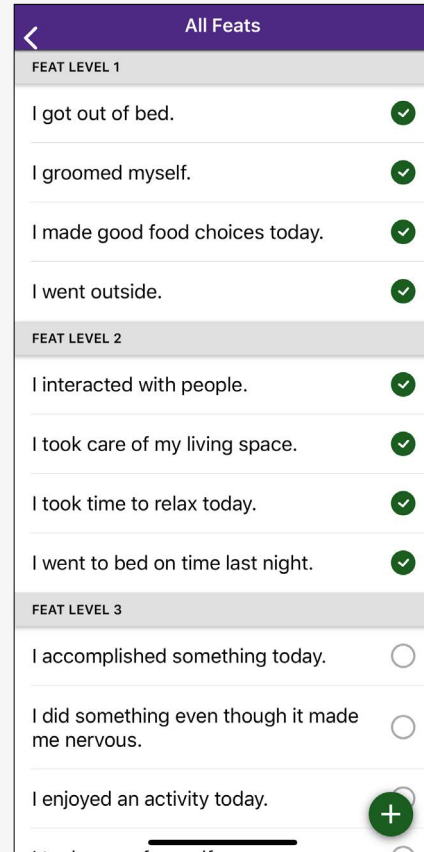 All Feats
FEAT LEVEL 1
I got out of bed.
I groomed myself.
I made good food choices today.
I went outside.
FEAT LEVEL 2
I interacted with people.
I took care of my living space.
I took time to relax today.
I went to bed on time last night.
FEAT LEVEL 3
I accomplished something today.
I did something even though it made
me nervous.
I enjoyed an activity today.